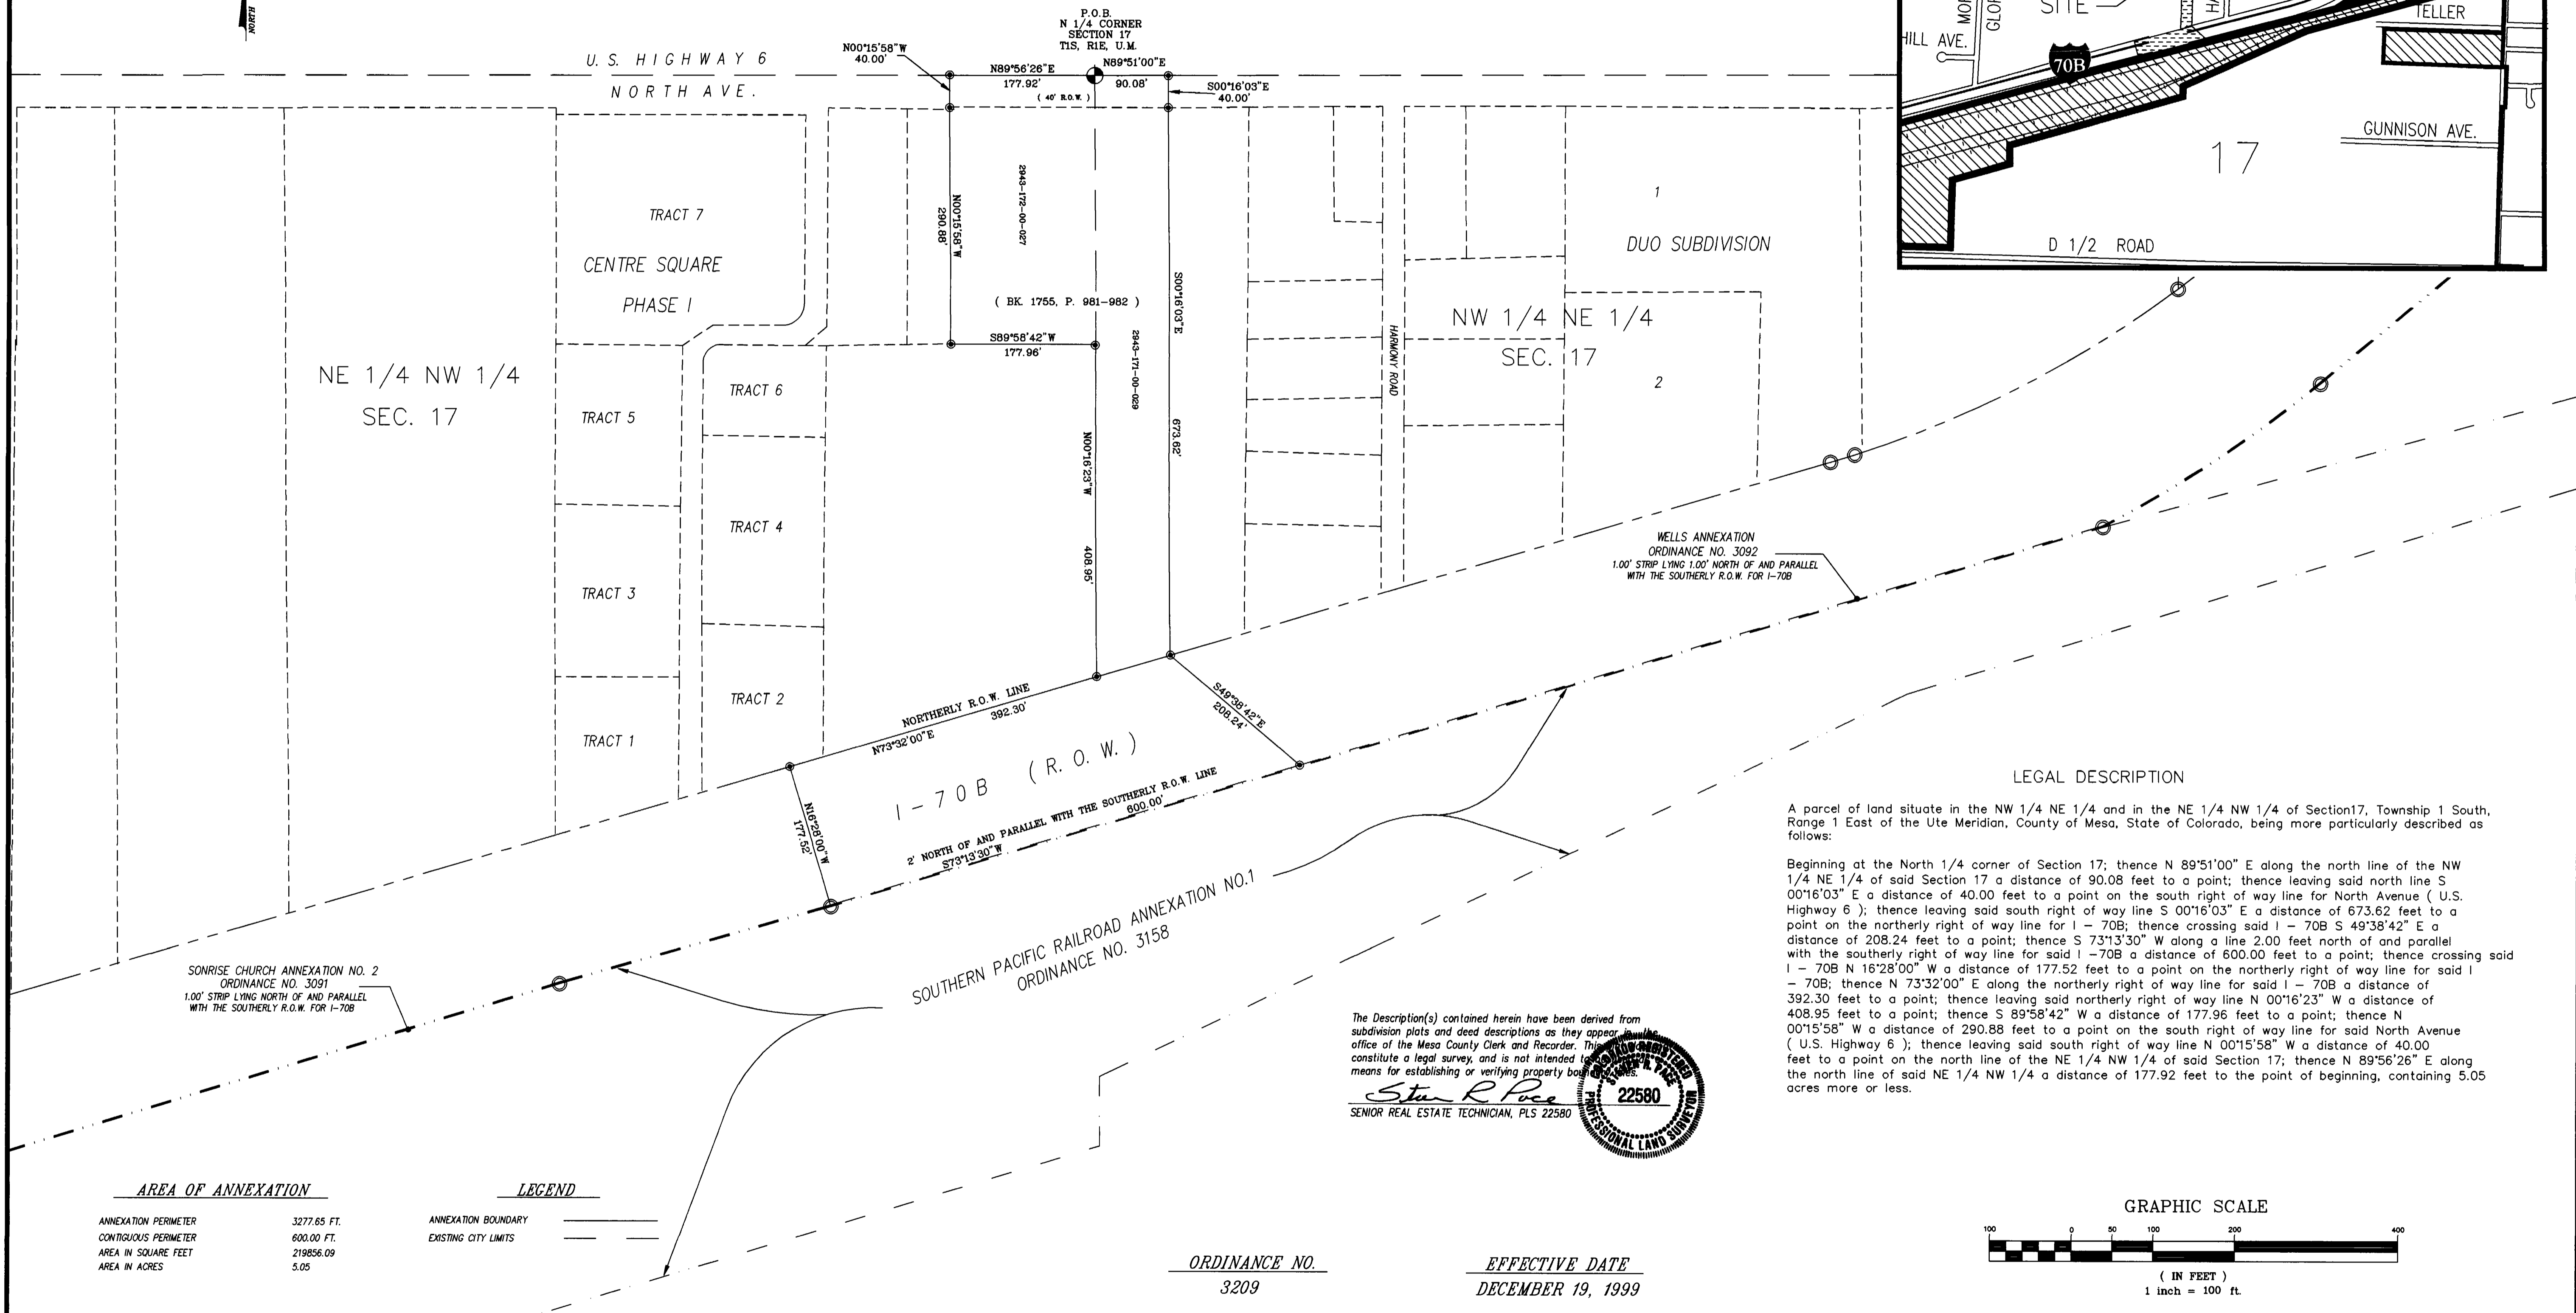 NORTH
U.S. HIGHWAY 6
NORTH AVE.
N00°15'58"W
40.00'
P.O.B.
N 1/4 CORNER
SECTION 17
T1S, R1E, U.M.
N89°56'26"E
177.92'
( 40' R.O.W. )
N89°51'00"E
90.08'
S00°16'03"E
40.00'
SITE
HILL AVE.
TELLER
70B
GUNNISON AVE.
17
D 1/2 ROAD
TRACT 7
CENTRE SQUARE
PHASE I
N00°15'58"W
290.88'
2943-172-00-027
( BK. 1755, P. 981-982 )
S89°58'42"W
177.96'
2943-171-00-029
S00°16'03"E
673.62'
N00°16'23"W
408.95'
HARMONY ROAD
1
DUO SUBDIVISION
NW 1/4 NE 1/4
SEC. 17
2
NE 1/4 NW 1/4
SEC. 17
TRACT 6
TRACT 5
TRACT 4
TRACT 3
TRACT 2
TRACT 1
NORTHERLY R.O.W. LINE
392.30'
N73°32'00"E
S49°38'42"E
208.24'
I-70B ( R. O. W. )
N16°28'00"W
177.52'
2' NORTH OF AND PARALLEL WITH THE SOUTHERLY R.O.W. LINE
600.00'
S73°13'30"W
WELLS ANNEXATION
ORDINANCE NO. 3092
1.00' STRIP LYING 1.00' NORTH OF AND PARALLEL
WITH THE SOUTHERLY R.O.W. FOR I-70B
SOUTHERN PACIFIC RAILROAD ANNEXATION NO.1
ORDINANCE NO. 3158
SONRISE CHURCH ANNEXATION NO. 2
ORDINANCE NO. 3091
1.00' STRIP LYING NORTH OF AND PARALLEL
WITH THE SOUTHERLY R.O.W. FOR I-70B
LEGAL DESCRIPTION
A parcel of land situate in the NW 1/4 NE 1/4 and in the NE 1/4 NW 1/4 of Section17, Township 1 South,
Range 1 East of the Ute Meridian, County of Mesa, State of Colorado, being more particularly described as
follows:
Beginning at the North 1/4 corner of Section 17; thence N 89°51'00" E along the north line of the NW
1/4 NE 1/4 of said Section 17 a distance of 90.08 feet to a point; thence leaving said north line S
00°16'03" E a distance of 40.00 feet to a point on the south right of way line for North Avenue ( U.S.
Highway 6 ); thence leaving said south right of way line S 00°16'03" E a distance of 673.62 feet to a
point on the northerly right of way line for I - 70B; thence crossing said I - 70B S 49°38'42" E a
distance of 208.24 feet to a point; thence S 73°13'30" W along a line 2.00 feet north of and parallel
with the southerly right of way line for said I -70B a distance of 600.00 feet to a point; thence crossing said
I - 70B N 16°28'00" W a distance of 177.52 feet to a point on the northerly right of way line for said I
- 70B; thence N 73°32'00" E along the northerly right of way line for said I - 70B a distance of
392.30 feet to a point; thence leaving said northerly right of way line N 00°16'23" W a distance of
408.95 feet to a point; thence S 89°58'42" W a distance of 177.96 feet to a point; thence N
00°15'58" W a distance of 290.88 feet to a point on the south right of way line for said North Avenue
( U.S. Highway 6 ); thence leaving said south right of way line N 00°15'58" W a distance of 40.00
feet to a point on the north line of the NE 1/4 NW 1/4 of said Section 17; thence N 89°56'26" E along
the north line of said NE 1/4 NW 1/4 a distance of 177.92 feet to the point of beginning, containing 5.05
acres more or less.
The Description(s) contained herein have been derived from
subdivision plats and deed descriptions as they appear in the
office of the Mesa County Clerk and Recorder.
constitute a legal survey, and is not intended to
means for establishing or verifying property
Steve R Pace
SENIOR REAL ESTATE TECHNICIAN, PLS 22580
REGISTERED
PACE
22580
PROFESSIONAL LAND SURVEYOR
AREA OF ANNEXATION
ANNEXATION PERIMETER 3277.65 FT.
CONTIGUOUS PERIMETER 600.00 FT.
AREA IN SQUARE FEET 219856.09
AREA IN ACRES 5.05
LEGEND
ANNEXATION BOUNDARY
EXISTING CITY LIMITS
ORDINANCE NO.
3209
EFFECTIVE DATE
DECEMBER 19, 1999
GRAPHIC SCALE
100 0 50 100 200 400
( IN FEET )
1 inch = 100 ft.